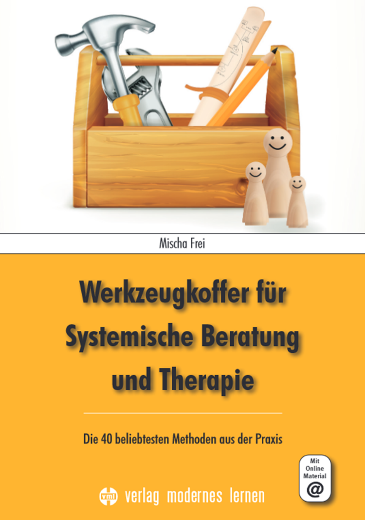 Mischa Frei
Werkzeugkoffer für
Systemische Beratung
und Therapie
Die 40 beliebtesten Methoden aus der Praxis
Mit
Online
Material
@
verlag modernes lernen